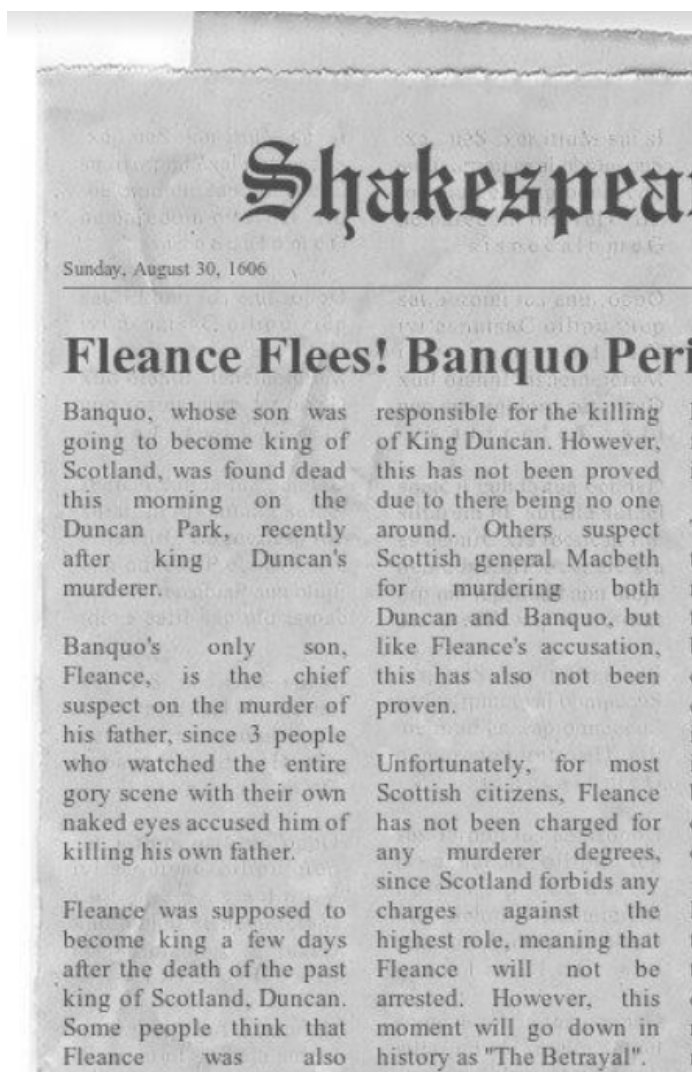 Shakespea
Sunday, August 30, 1606
Fleance Flees! Banquo Peri
Banquo, whose son was
going to become king of
Scotland, was found dead
this morning on the
Duncan Park, recently
after king Duncan's
murderer.
Banquo's only son,
Fleance, is the chief
suspect on the murder of
his father, since 3 people
who watched the entire
gory scene with their own
naked eyes accused him of
killing his own father.
Fleance was supposed to
become king a few days
after the death of the past
king of Scotland, Duncan.
Some people think that
Fleance was also
responsible for the killing
of King Duncan. However,
this has not been proved
due to there being no one
around. Others suspect
Scottish general Macbeth
for murdering both
Duncan and Banquo, but
like Fleance's accusation,
this has also not been
proven.
Unfortunately, for most
Scottish citizens, Fleance
has not been charged for
any murderer degrees,
since Scotland forbids any
charges against the
highest role, meaning that
Fleance will not be
arrested. However, this
moment will go down in
history as "The Betrayal".